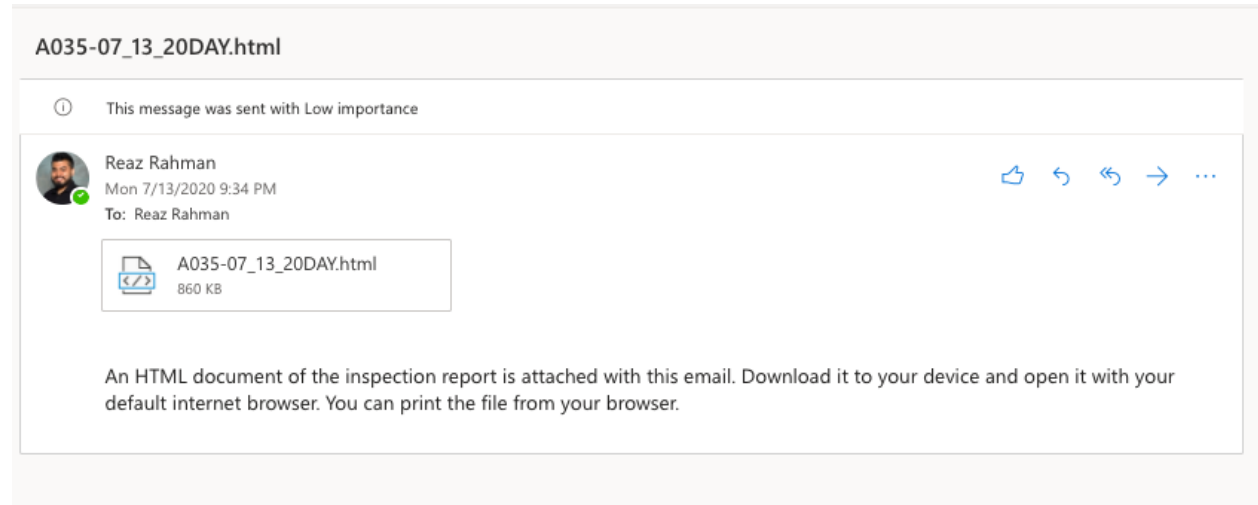 A035-07_13_20DAY.html
This message was sent with Low importance
Reaz Rahman
Mon 7/13/2020 9:34 PM
To: Reaz Rahman
A035-07_13_20DAY.html
860 KB
An HTML document of the inspection report is attached with this email. Download it to your device and open it with your
default internet browser. You can print the file from your browser.